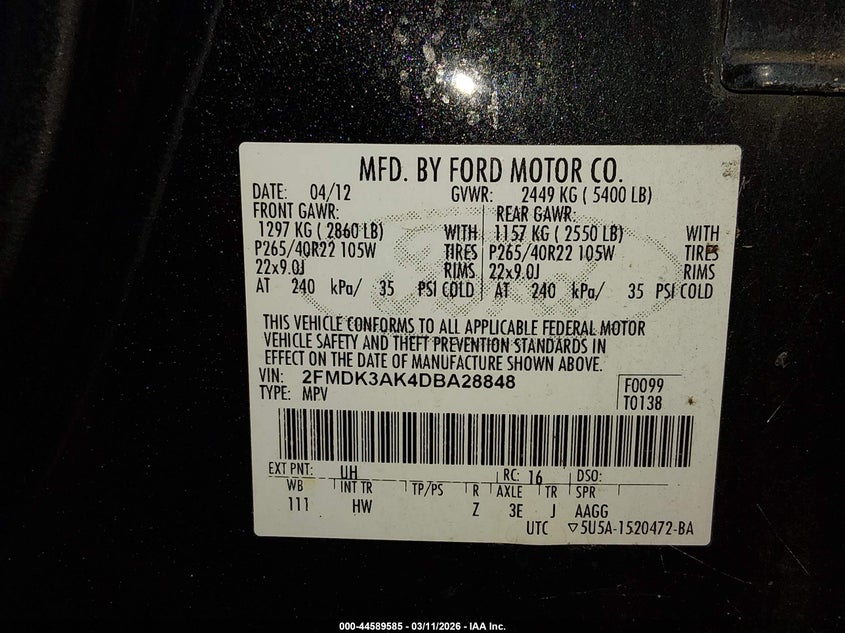 MFD. BY FORD MOTOR CO.
DATE: 04/12 GVWR: 2449 KG ( 5400 LB)
FRONT GAWR: REAR GAWR:
1297 KG ( 2860 LB) WITH 1157 KG ( 2550 LB) WITH
P265/40R22 105W TIRES P265/40R22 105W TIRES
22x9.0J RIMS 22x9.0J RIMS
AT 240 kPa/ 35 PSI COLD AT 240 kPa/ 35 PSI COLD
THIS VEHICLE CONFORMS TO ALL APPLICABLE FEDERAL MOTOR
VEHICLE SAFETY AND THEFT PREVENTION STANDARDS IN
EFFECT ON THE DATE OF MANUFACTURE SHOWN ABOVE.
VIN: 2FMDK3AK4DBA28848 F0099
TYPE: MPV T0138
EXT PNT: UH RC: 16 DSO:
WB INT TR TP/PS R AXLE TR SPR
111 HW Z 3E J AAGG
UTC ▽5U5A-1520472-BA
000-44589585 - 03/11/2026 - IAA Inc.